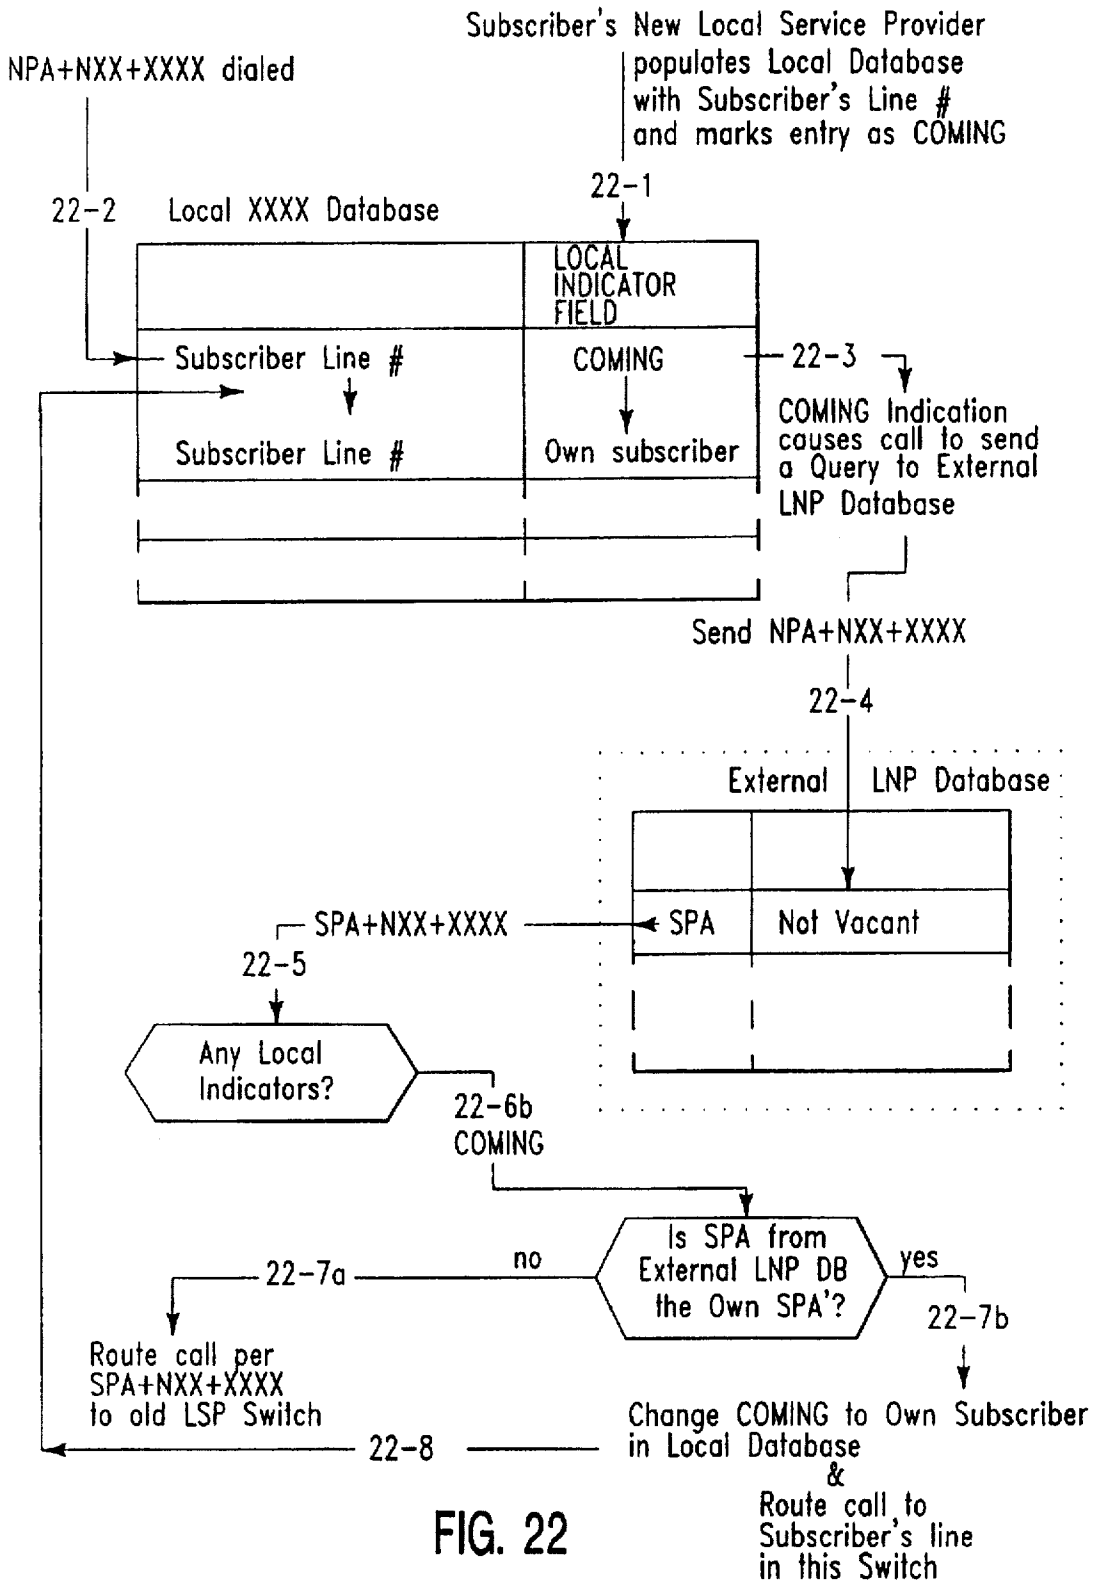 Subscriber's New Local Service Provider
populates Local Database
with Subscriber's Line #
and marks entry as COMING
NPA+NXX+XXXX dialed
22-1
22-2
Local XXXX Database
LOCAL
INDICATOR
FIELD
Subscriber Line #
COMING
22-3
Subscriber Line #
Own subscriber
COMING Indication
causes call to send
a Query to External
LNP Database
Send NPA+NXX+XXXX
22-4
External LNP Database
SPA
Not Vacant
SPA+NXX+XXXX
22-5
Any Local
Indicators?
22-6b
COMING
Is SPA from
External LNP DB
the Own SPA'?
no
yes
22-7a
22-7b
Route call per
SPA+NXX+XXXX
to old LSP Switch
Change COMING to Own Subscriber
in Local Database
&
Route call to
Subscriber's line
in this Switch
22-8
FIG. 22